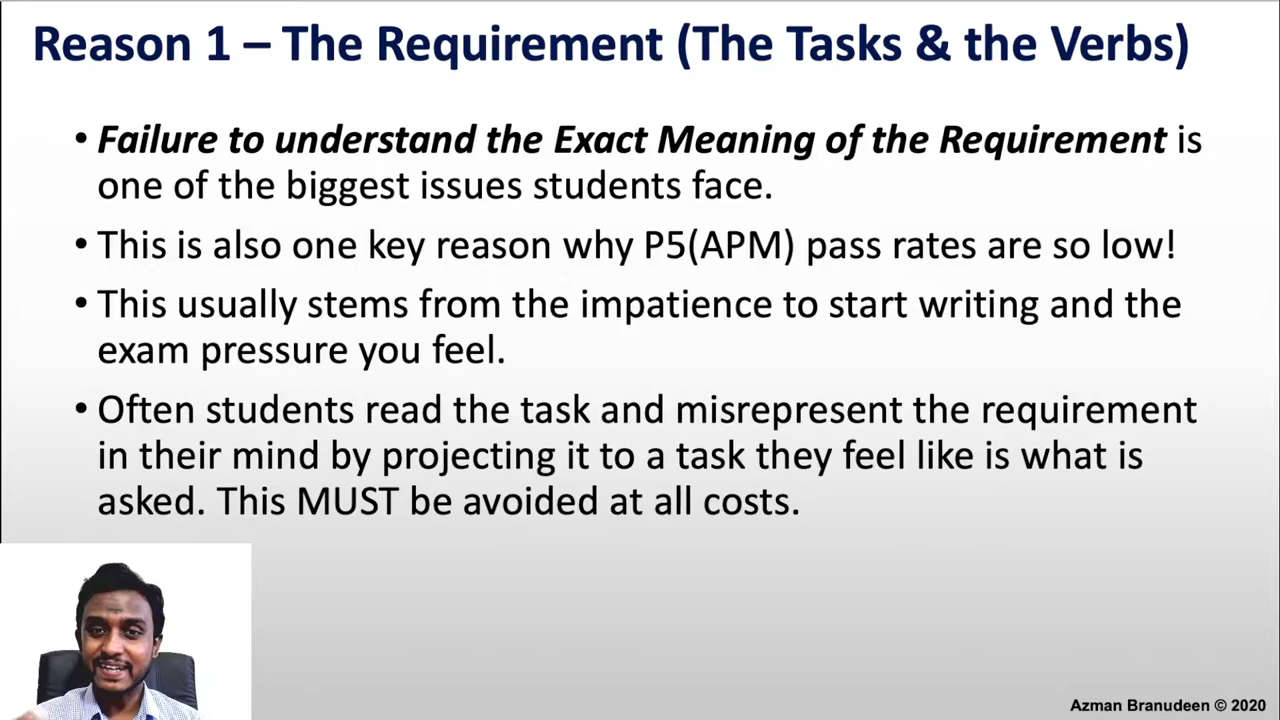 Reason 1 – The Requirement (The Tasks & the Verbs)
• Failure to understand the Exact Meaning of the Requirement is
one of the biggest issues students face.
• This is also one key reason why P5(APM) pass rates are so low!
• This usually stems from the impatience to start writing and the
exam pressure you feel.
• Often students read the task and misrepresent the requirement
in their mind by projecting it to a task they feel like is what is
asked. This MUST be avoided at all costs.
Azman Branudeen © 2020